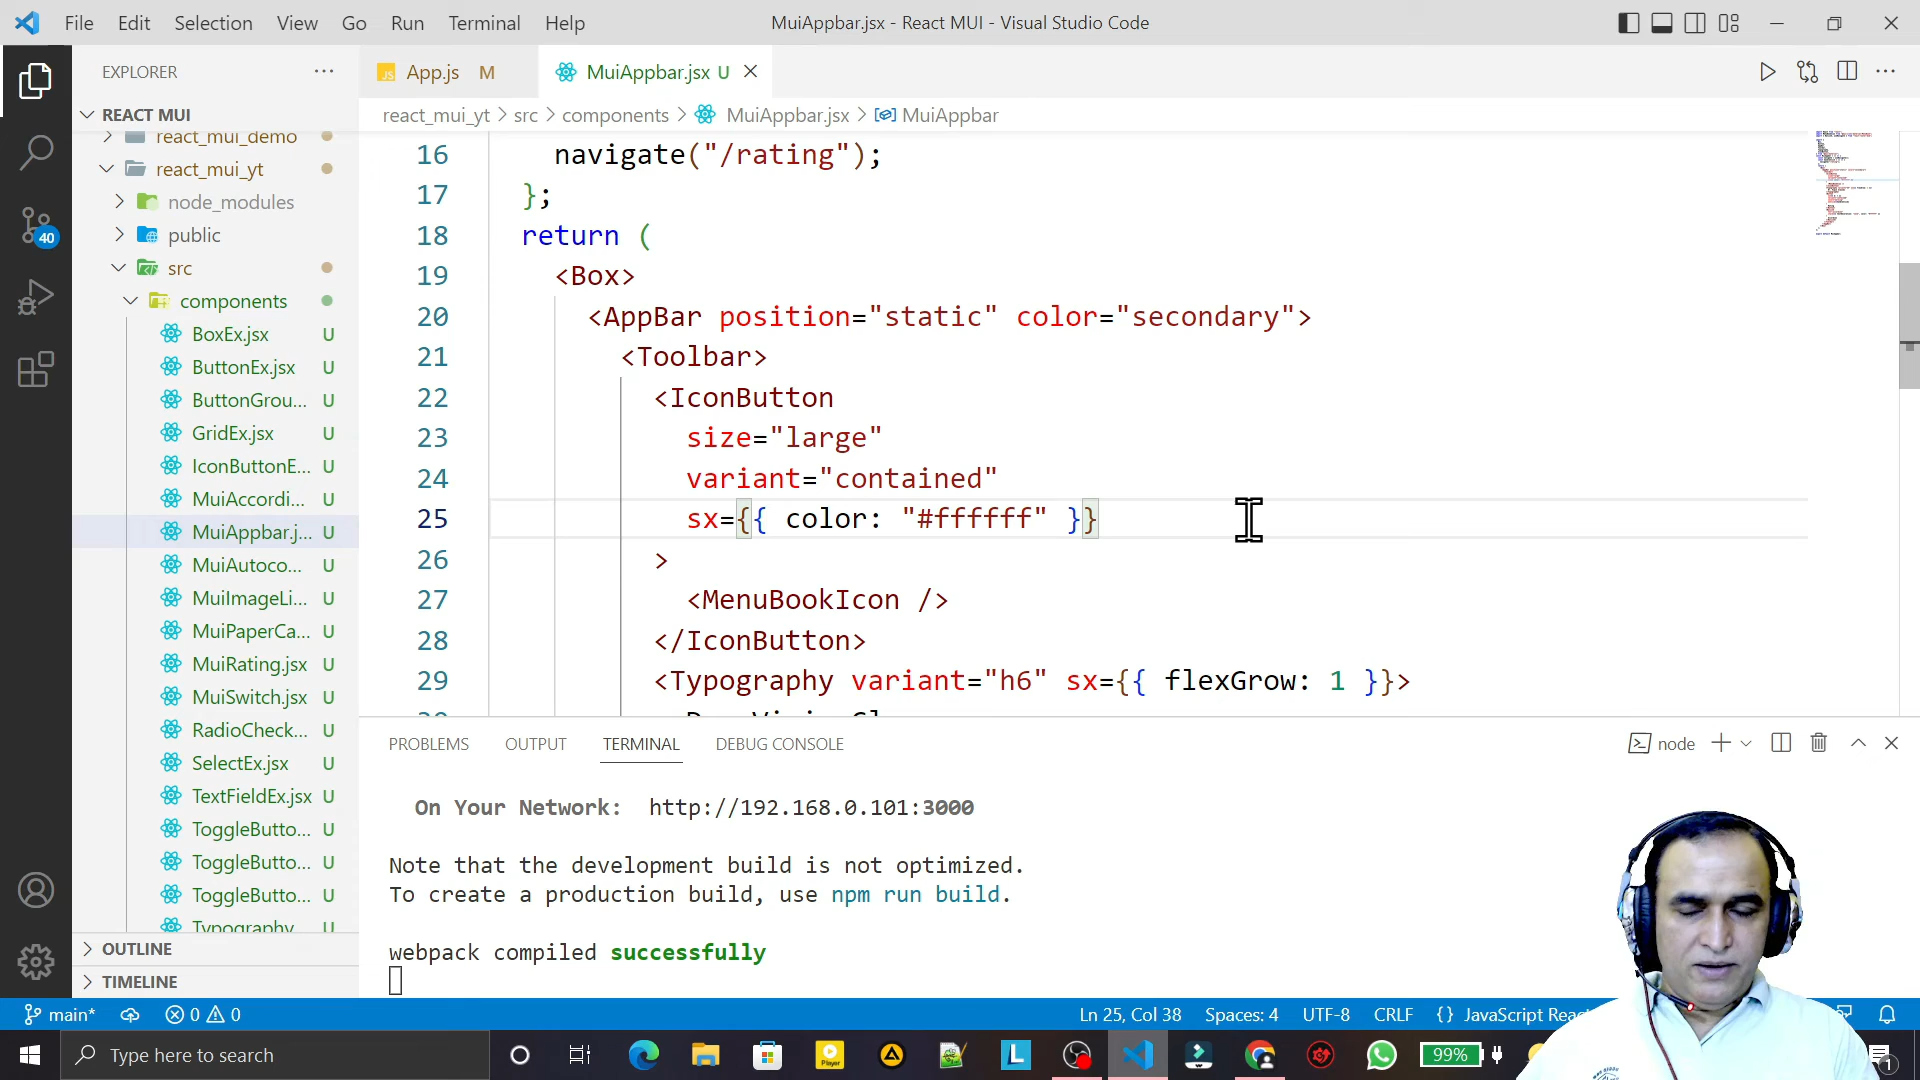 File Edit Selection View Go Run Terminal Help
MuiAppbar.jsx - React MUI - Visual Studio Code
EXPLORER
App.js M
MuiAppbar.jsx U
REACT MUI
react_mui_yt > src > components > MuiAppbar.jsx > MuiAppbar
react_mui_demo
react_mui_yt
node_modules
public
src
components
BoxEx.jsx U
ButtonEx.jsx U
ButtonGrou... U
GridEx.jsx U
IconButtonE... U
MuiAccordi... U
MuiAppbar.j... U
MuiAutoco... U
MuiImageLi... U
MuiPaperCa... U
MuiRating.jsx U
MuiSwitch.jsx U
RadioCheck... U
SelectEx.jsx U
TextFieldEx.jsx U
ToggleButto... U
ToggleButto... U
ToggleButto... U
Typography U
OUTLINE
TIMELINE
40
16 navigate("/rating");
17 };
18 return (
19 <Box>
20 <AppBar position="static" color="secondary">
21 <Toolbar>
22 <IconButton
23 size="large"
24 variant="contained"
25 sx={{ color: "#ffffff" }}
26 >
27 <MenuBookIcon />
28 </IconButton>
29 <Typography variant="h6" sx={{ flexGrow: 1 }}>
PROBLEMS OUTPUT TERMINAL DEBUG CONSOLE
node
On Your Network: http://192.168.0.101:3000
Note that the development build is not optimized.
To create a production build, use npm run build.
webpack compiled successfully
main* 0 0
Ln 25, Col 38 Spaces: 4 UTF-8 CRLF {} JavaScript Reac
Type here to search
Player
L
99%
1